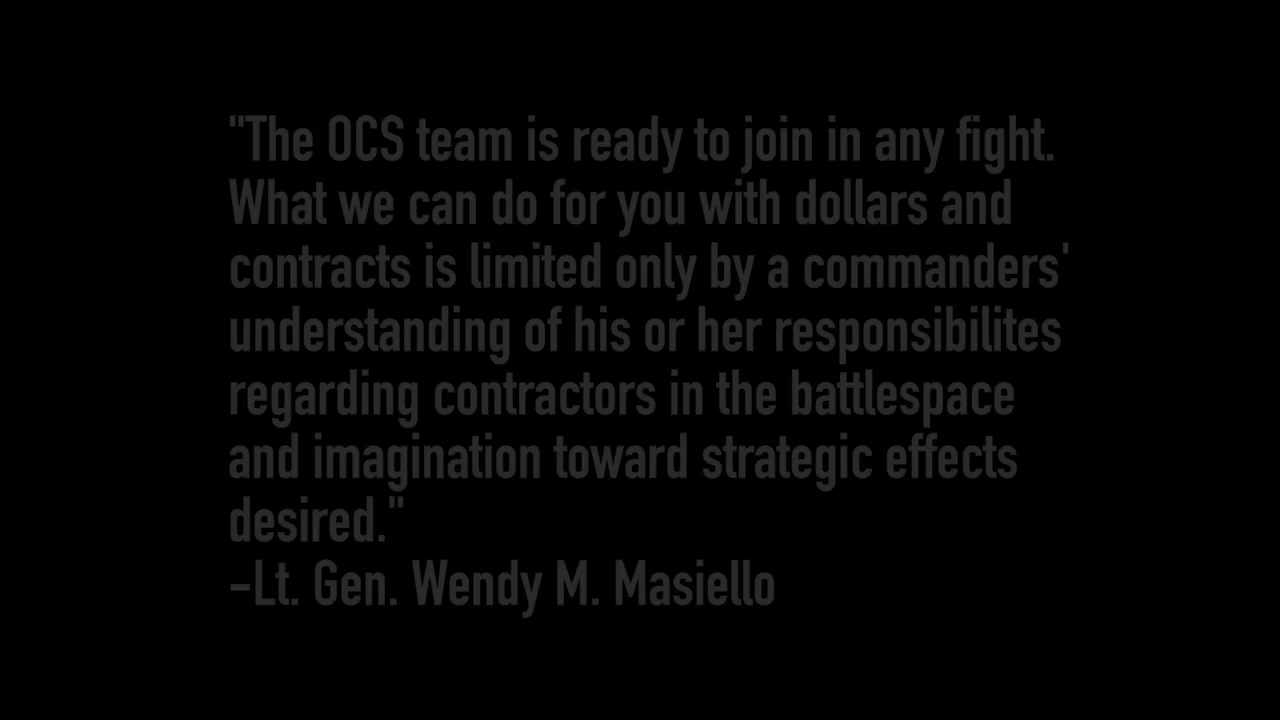 "The OCS team is ready to join in any fight.
What we can do for you with dollars and
contracts is limited only by a commanders'
understanding of his or her responsibilites
regarding contractors in the battlespace
and imagination toward strategic effects
desired."
-Lt. Gen. Wendy M. Masiello